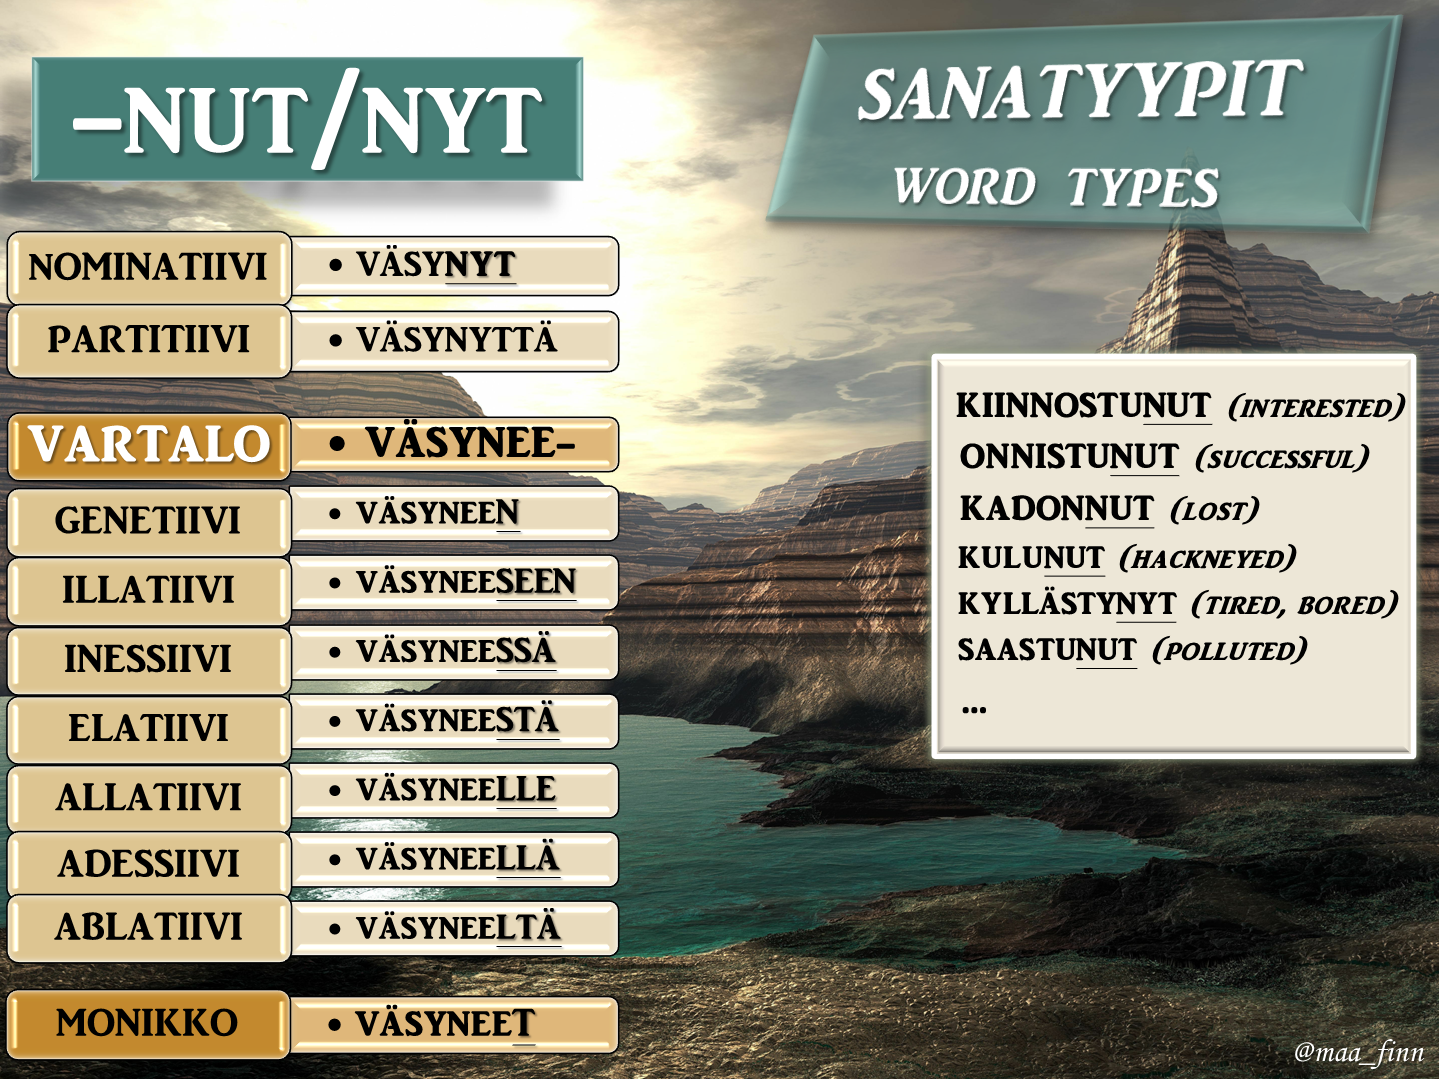 –NUT/NYT
SANATYYPIT
WORD TYPES
NOMINATIIVI
• VÄSYNYT
PARTITIIVI
• VÄSYNYTTÄ
VARTALO
• VÄSYNEE-
GENETIIVI
• VÄSYNEEN
ILLATIIVI
• VÄSYNEESEEN
INESSIIVI
• VÄSYNEESSÄ
ELATIIVI
• VÄSYNEESTÄ
ALLATIIVI
• VÄSYNEELLE
ADESSIIVI
• VÄSYNEELLÄ
ABLATIIVI
• VÄSYNEELTÄ
MONIKKO
• VÄSYNEET
KIINNOSTUNUT (INTERESTED)
ONNISTUNUT (SUCCESSFUL)
KADONNUT (LOST)
KULUNUT (HACKNEYED)
KYLLÄSTYNYT (TIRED, BORED)
SAASTUNUT (POLLUTED)
...
@maa_finn